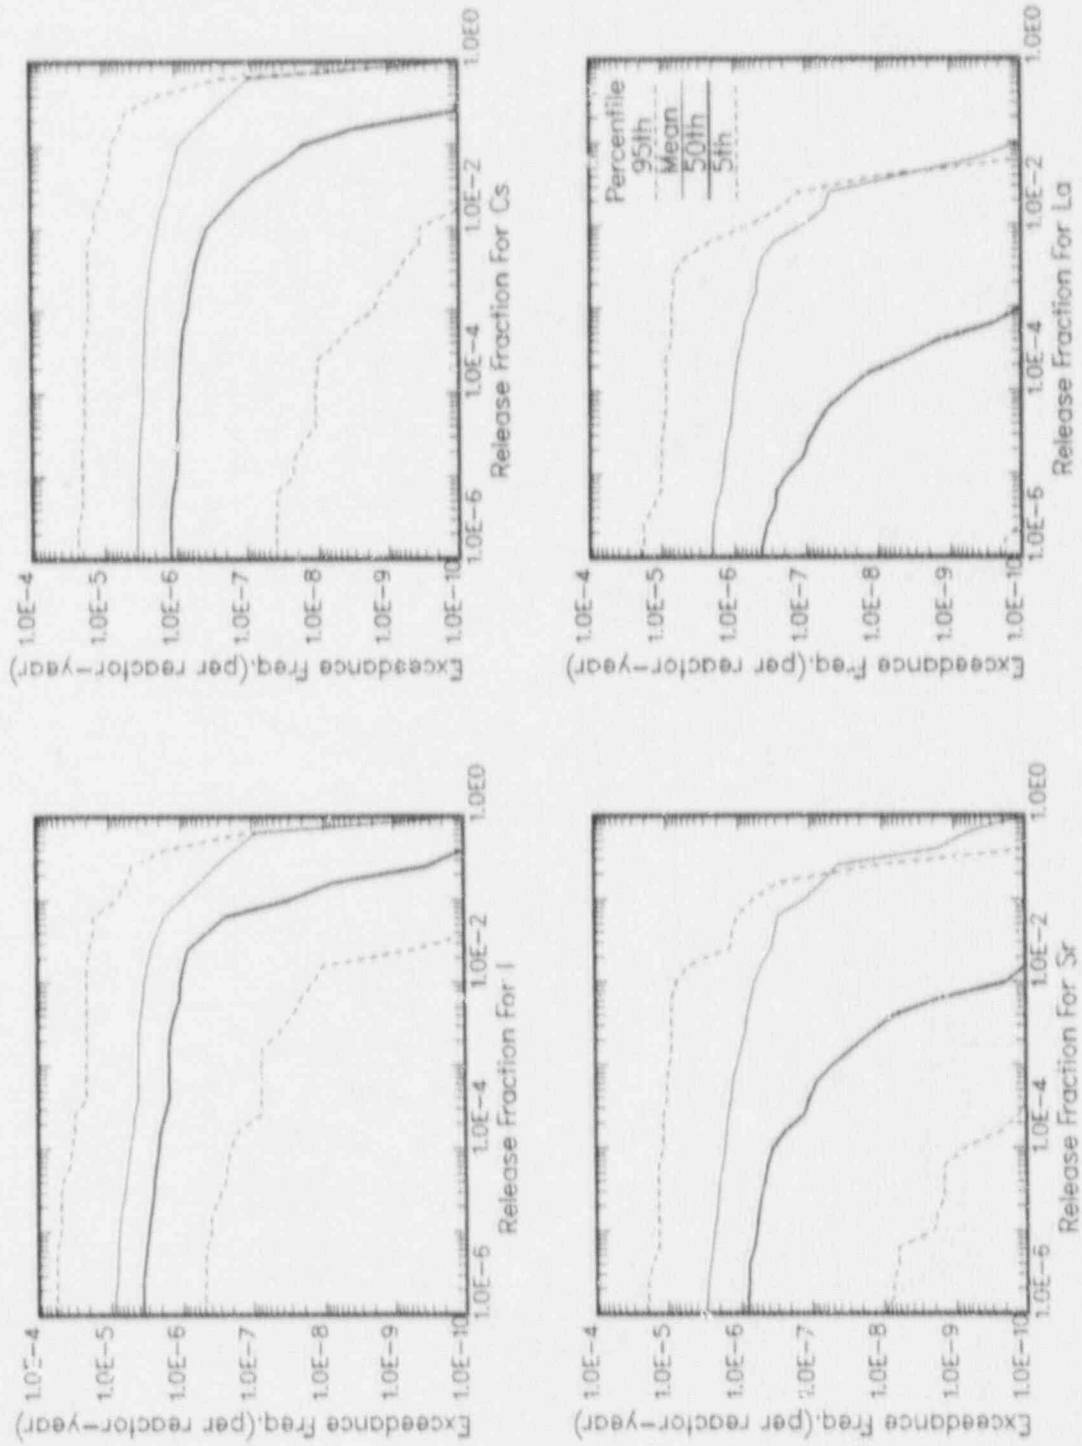 Exceedance Freq.(per reactor-year)
1.0E-4
1.0E-5
1.0E-6
1.0E-7
1.0E-8
1.0E-9
1.0E-10
1.0E-6
1.0E-4
1.0E-2
1.0E0
Release Fraction For I
Exceedance Freq.(per reactor-year)
1.0E-4
1.0E-5
1.0E-6
1.0E-7
1.0E-8
1.0E-9
1.0E-10
1.0E-6
1.0E-4
1.0E-2
1.0E0
Release Fraction For Cs
Exceedance Freq.(per reactor-year)
1.0E-4
1.0E-5
1.0E-6
1.0E-7
1.0E-8
1.0E-9
1.0E-10
1.0E-6
1.0E-4
1.0E-2
1.0E0
Release Fraction For Sr
Exceedance Freq.(per reactor-year)
1.0E-4
1.0E-5
1.0E-6
1.0E-7
1.0E-8
1.0E-9
1.0E-10
1.0E-6
1.0E-4
1.0E-2
1.0E0
Release Fraction For La
Percentile
95th
Mean
50th
5th